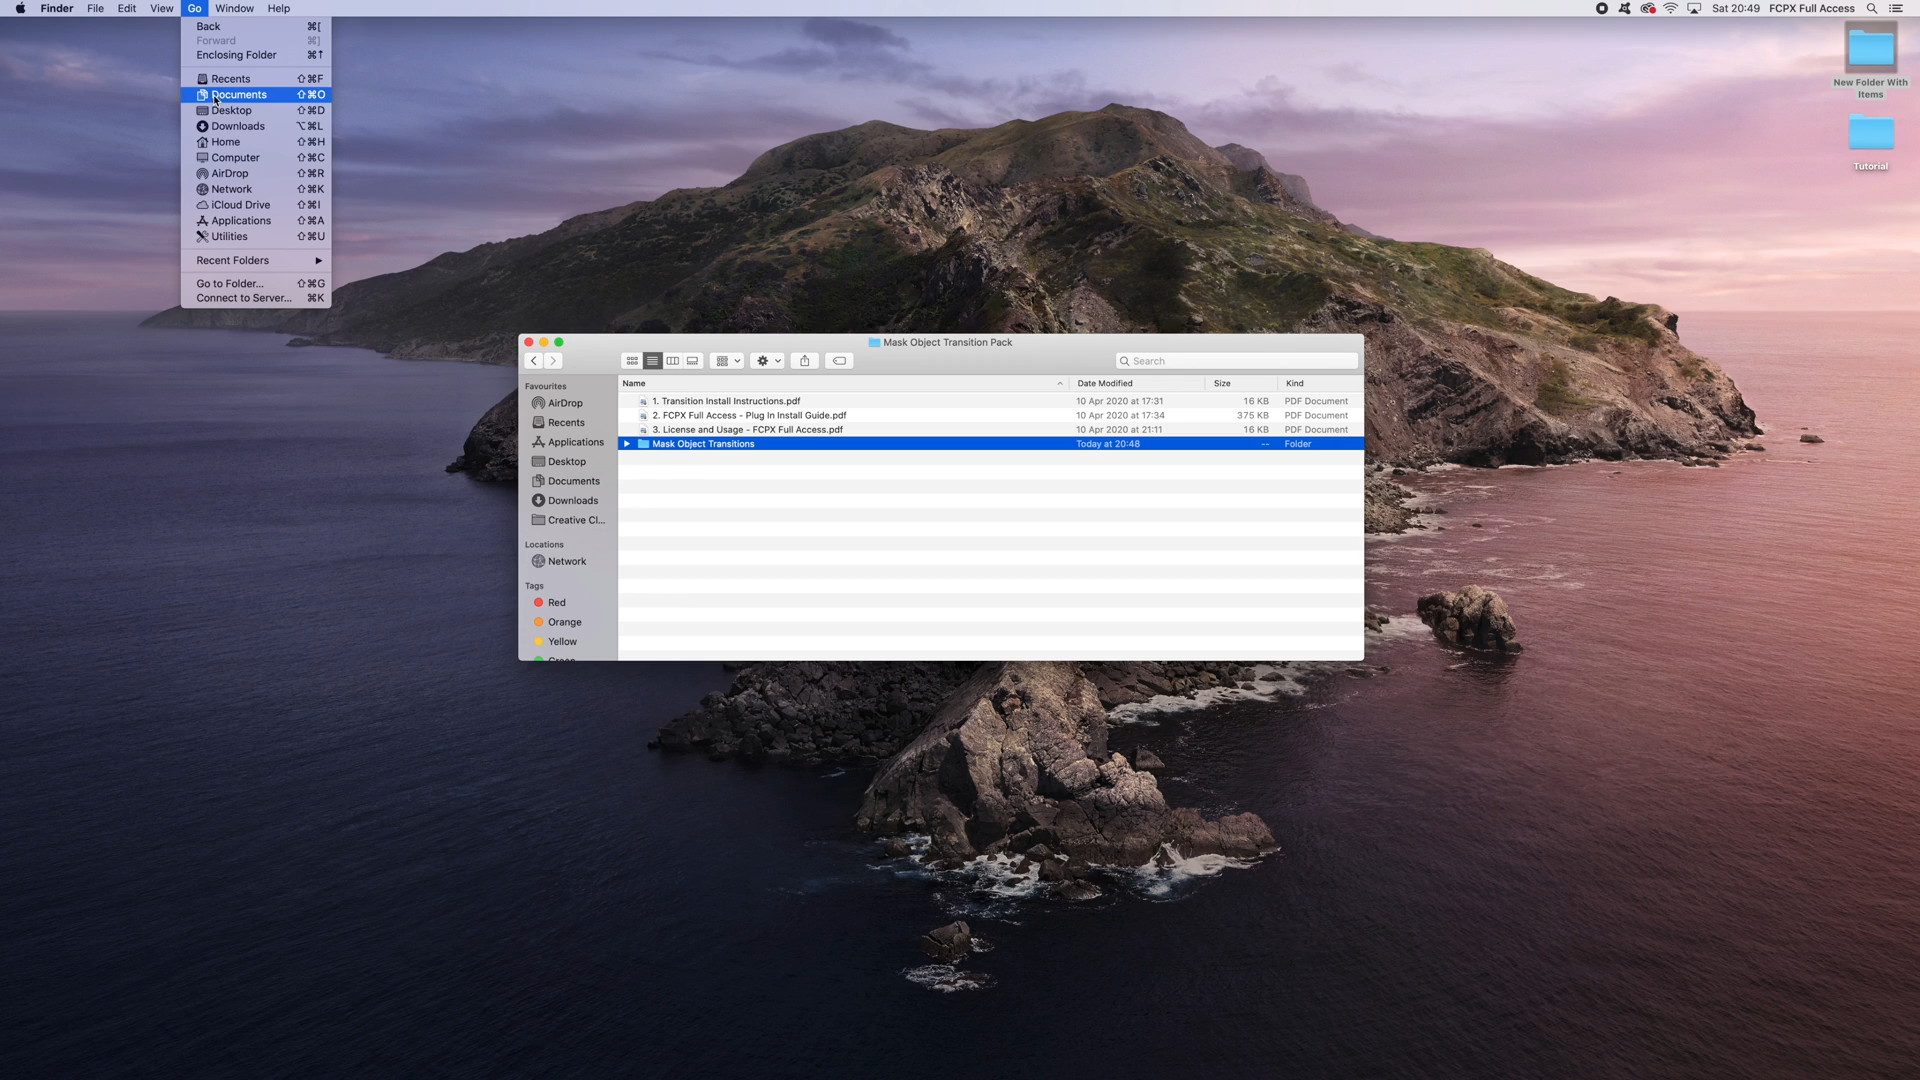 Finder File Edit View Go Window Help
Sat 20:49 FCPX Full Access
Back ⌘[
Forward ⌘]
Enclosing Folder ⌘↑
Recents ⇧⌘F
Documents ⇧⌘O
Desktop ⇧⌘D
Downloads ⌥⌘L
Home ⇧⌘H
Computer ⇧⌘C
AirDrop ⇧⌘R
Network ⇧⌘K
iCloud Drive ⇧⌘I
Applications ⇧⌘A
Utilities ⇧⌘U
Recent Folders
Go to Folder... ⇧⌘G
Connect to Server... ⌘K
New Folder With
Items
Tutorial
Mask Object Transition Pack
Search
Favourites
AirDrop
Recents
Applications
Desktop
Documents
Downloads
Creative Cl...
Locations
Network
Tags
Red
Orange
Yellow
Green
Name Date Modified Size Kind
1. Transition Install Instructions.pdf 10 Apr 2020 at 17:31 16 KB PDF Document
2. FCPX Full Access - Plug In Install Guide.pdf 10 Apr 2020 at 17:34 375 KB PDF Document
3. License and Usage - FCPX Full Access.pdf 10 Apr 2020 at 21:11 16 KB PDF Document
Mask Object Transitions Today at 20:48 -- Folder